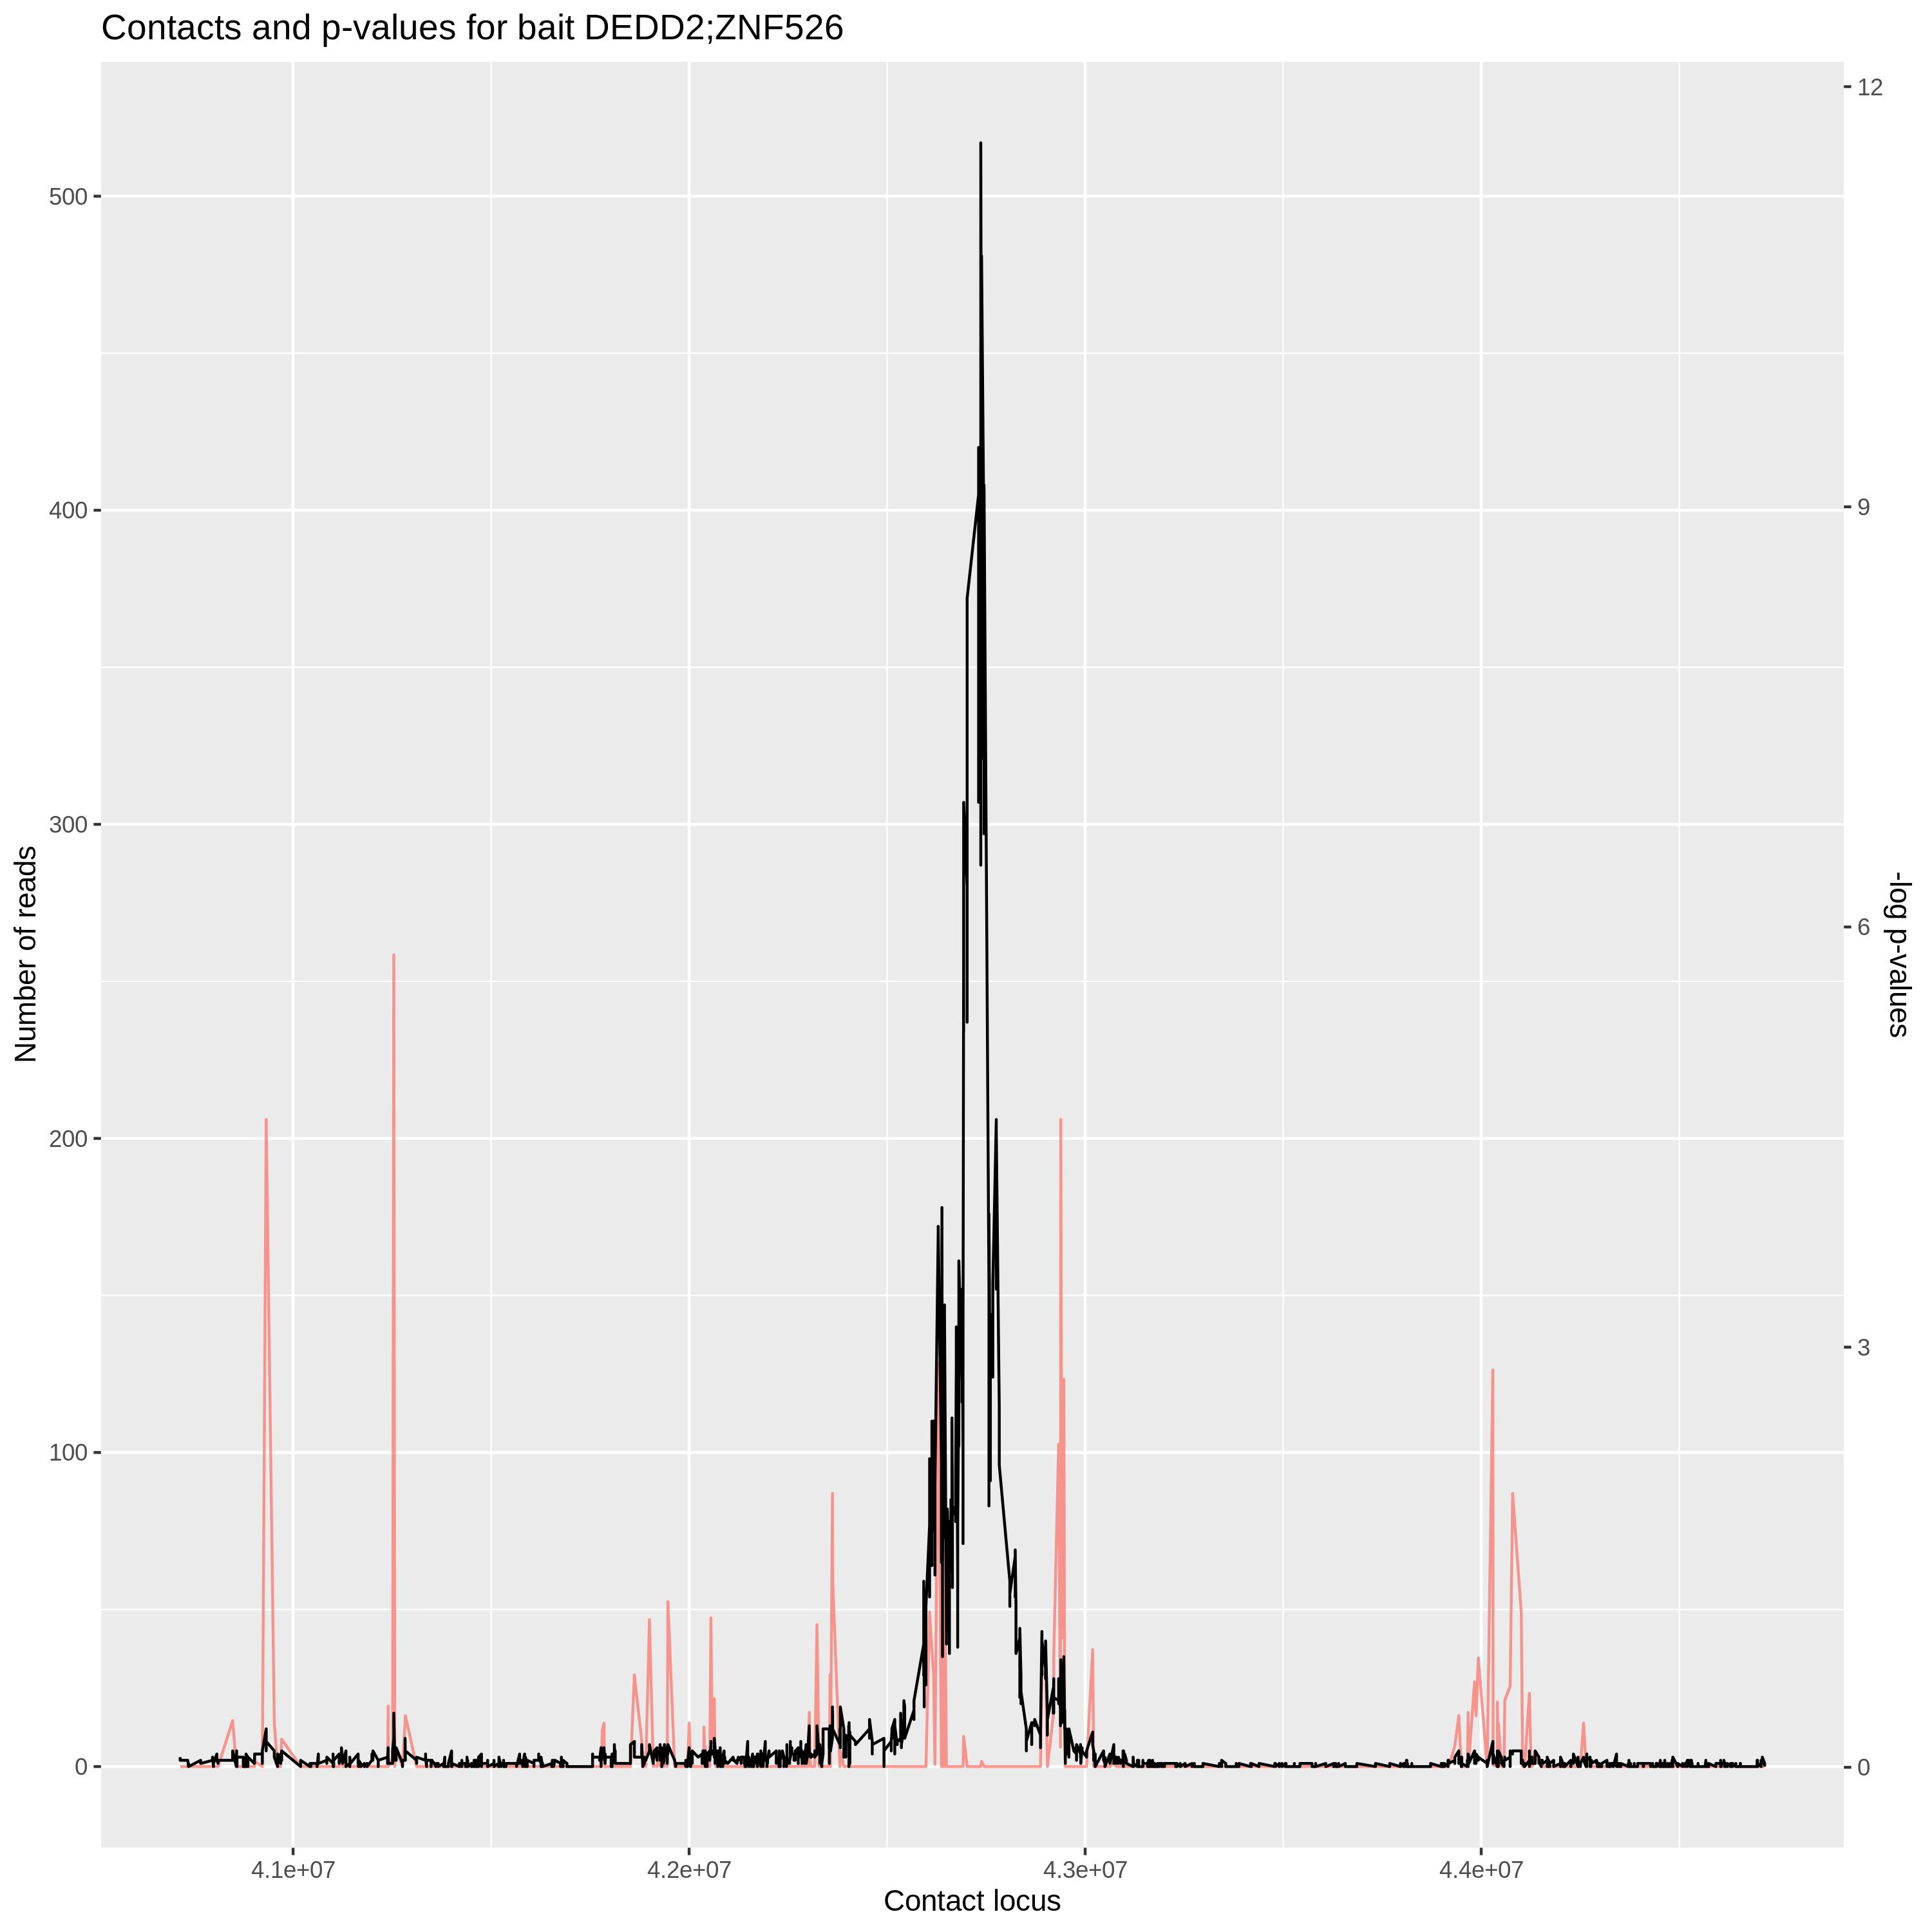 Contacts and p-values for bait DEDD2;ZNF526
12
500
9
400
300
Number of reads
-log p-values
6
200
3
100
0
0
4.1e+07
4.2e+07
4.3e+07
4.4e+07
Contact locus